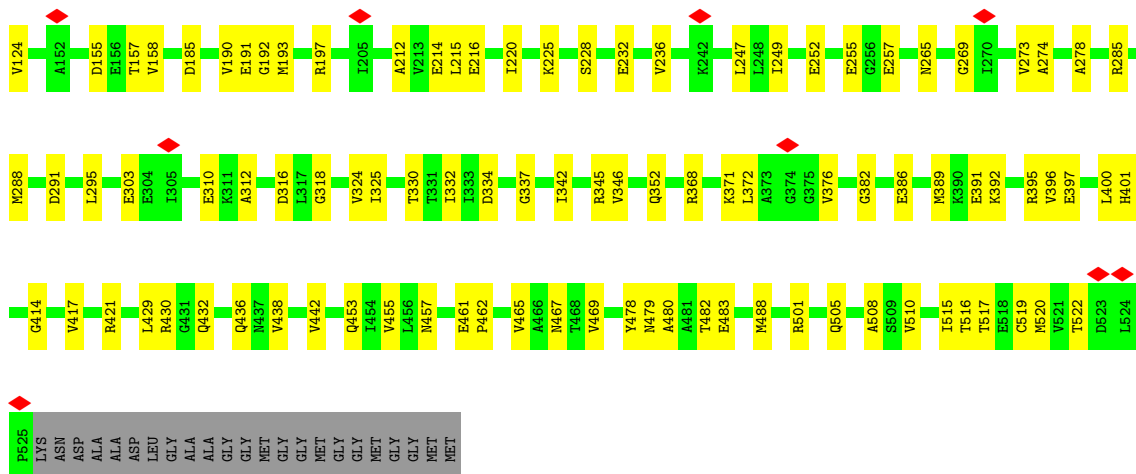 V124 A152 D155 E156 T157 V158 D185 V190 E191 G192 M193 R197 I205 A212 V213 E214 L215 E216 I220 K225 S228 E232 V236 K242 L247 L248 I249 E252 E255 G256 E257 N265 G269 I270 V273 A274 A278 R285
M288 D291 L295 E303 E304 I305 E310 K311 A312 D316 L317 G318 V324 I325 T330 T331 I332 I333 D334 G337 I342 R345 V346 Q352 R368 K371 L372 A373 G374 G375 V376 G382 E386 M389 K390 E391 K392 R395 V396 E397 L400 H401
G414 V417 R421 L429 R430 G431 Q432 Q436 N437 V438 V442 Q453 I454 V455 L456 N457 E461 P462 V465 A466 N467 T468 V469 Y478 N479 A480 A481 T482 E483 M488 R501 Q505 A508 S509 V510 I515 T516 T517 E518 C519 M520 V521 T522 D523 L524
P525 LYS ASN ASP ALA ALA ASP LEU GLY ALA ALA GLY GLY MET GLY GLY MET GLY GLY MET MET